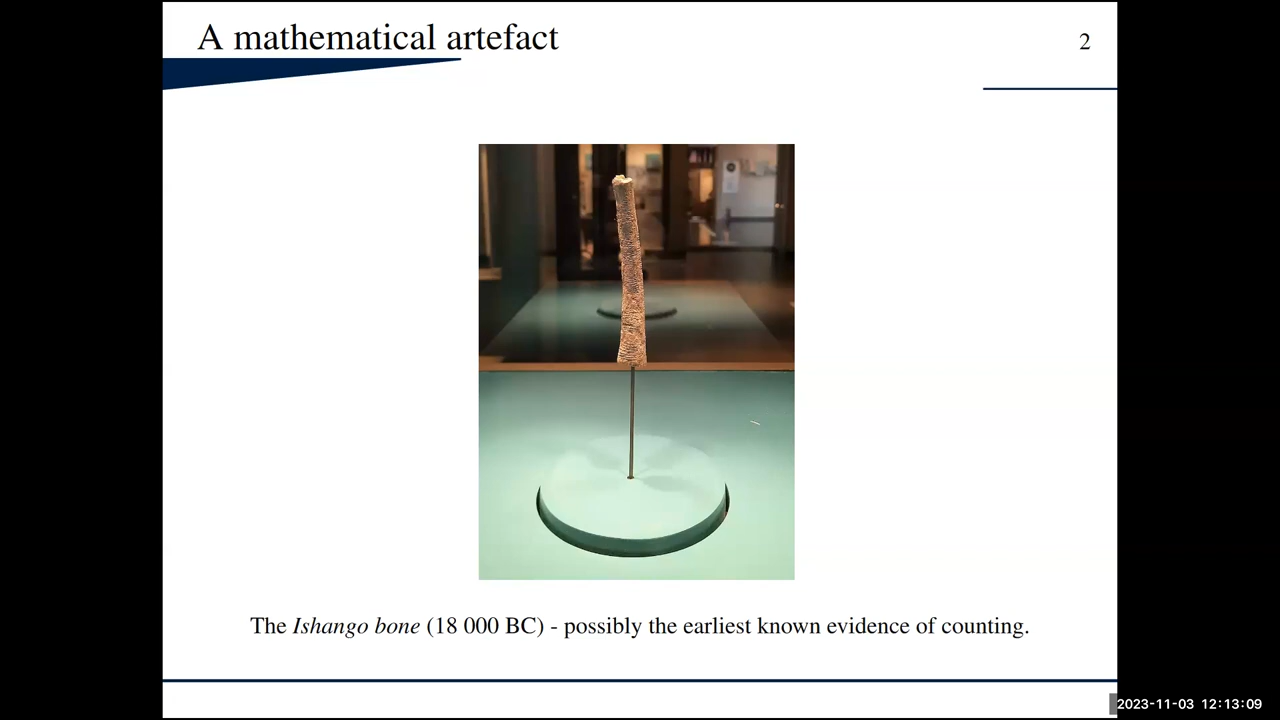 A mathematical artefact
2
The Ishango bone (18 000 BC) - possibly the earliest known evidence of counting.
2023-11-03 12:13:09